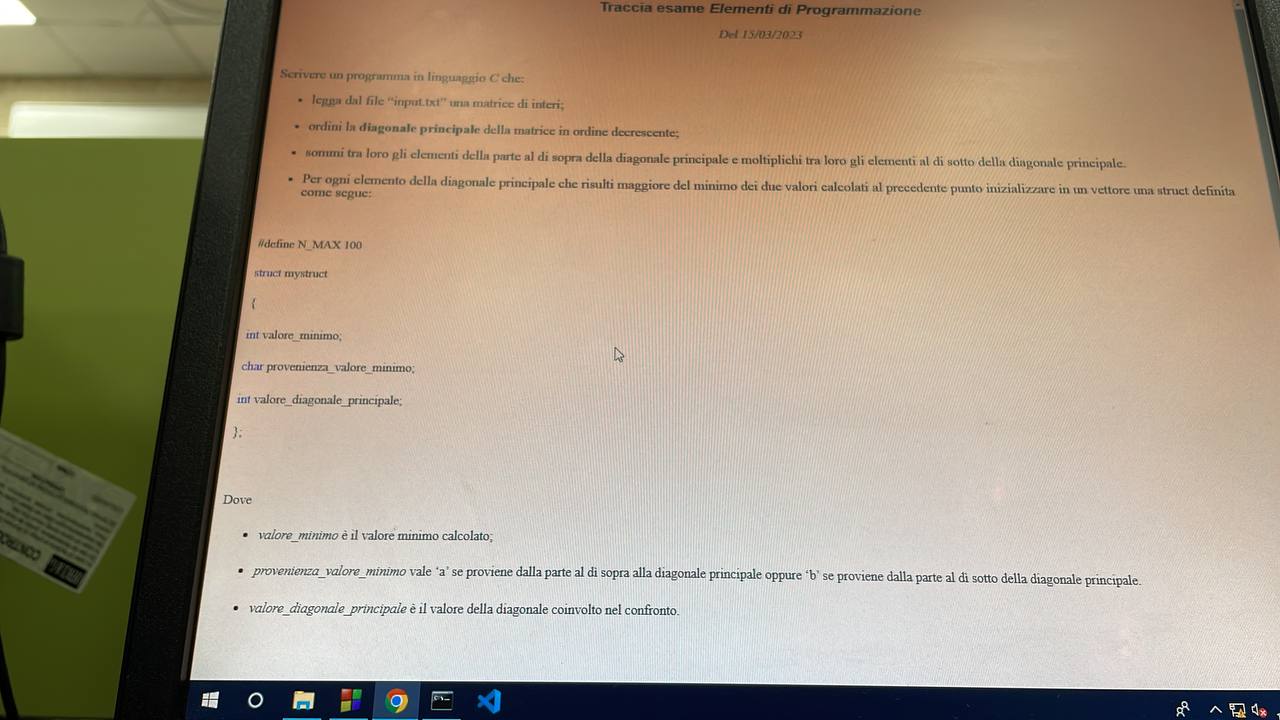 Traccia esame Elementi di Programmazione
Del 15/03/2023
Scrivere un programma in linguaggio C che:
• legga dal file “input.txt” una matrice di interi;
• ordini la diagonale principale della matrice in ordine decrescente;
• sommi tra loro gli elementi della parte al di sopra della diagonale principale e moltiplichi tra loro gli elementi al di sotto della diagonale principale.
• Per ogni elemento della diagonale principale che risulti maggiore del minimo dei due valori calcolati al precedente punto inizializzare in un vettore una struct definita
come segue:
#define N_MAX 100
struct mystruct
{
int valore_minimo;
char provenienza_valore_minimo;
int valore_diagonale_principale;
};
Dove
• valore_minimo è il valore minimo calcolato;
• provenienza_valore_minimo vale ‘a’ se proviene dalla parte al di sopra alla diagonale principale oppure ‘b’ se proviene dalla parte al di sotto della diagonale principale.
• valore_diagonale_principale è il valore della diagonale coinvolto nel confronto.